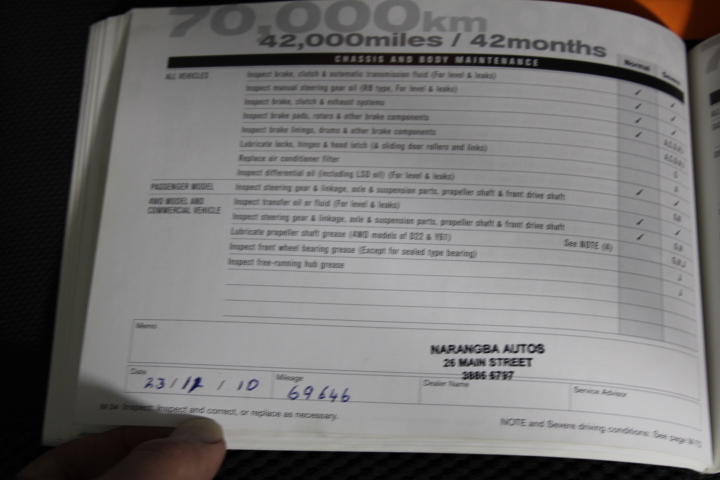 70,000km
42,000miles / 42months
CHASSIS AND BODY MAINTENANCE
Normal
ALL VEHICLES
Inspect brake, clutch & automatic transmission fluid (For level & leaks)
Inspect manual steering gear oil (RB type, For level & leaks)
Inspect brake, clutch & exhaust systems
Inspect brake pads, rotors & other brake components
Inspect brake linings, drums & other brake components
Lubricate locks, hinges & hood latch (& sliding door rollers and links)
Replace air conditioner filter
Inspect differential oil (including LSD oil) (For level & leaks)
PASSENGER MODEL Inspect steering gear & linkage, axle & suspension parts, propeller shaft & front drive shaft
4WD MODEL AND COMMERCIAL VEHICLE
Inspect transfer oil or fluid (For level & leaks)
Inspect steering gear & linkage, axle & suspension parts, propeller shaft & front drive shaft
Lubricate propeller shaft grease (4WD models of D22 & Y61) See NOTE (4)
Inspect front wheel bearing grease (Except for sealed type bearing)
Inspect free-running hub grease
Memo
NARANGBA AUTOS
26 MAIN STREET
3886 6797
Date 23/12/10
Mileage 69646
Dealer Name
Service Advisor
Inspect and correct, or replace as necessary.
NOTE and Severe driving conditions: See page